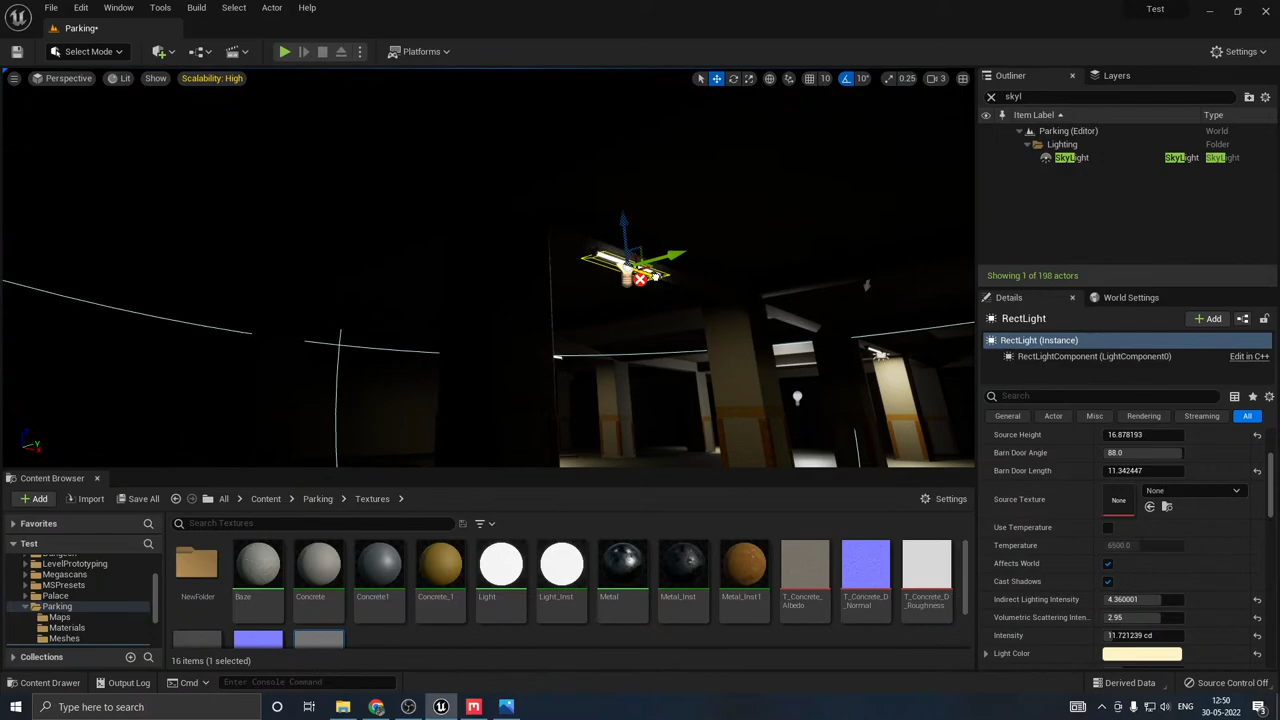 File Edit Window Tools Build Select Actor Help
Test
Parking*
Select Mode
Platforms
Settings
Perspective Lit Show Scalability: High
10 10° 0.25 3
Outliner Layers
skyl
Item Label Type
Parking (Editor) World
Lighting Folder
SkyLight SkyLight SkyLight
Showing 1 of 198 actors
Details World Settings
RectLight Add
RectLight (Instance)
RectLightComponent (LightComponent0) Edit in C++
Search
General Actor Misc Rendering Streaming All
Source Height 16.878193
Barn Door Angle 88.0
Barn Door Length 11.342447
Source Texture None None
Use Temperature
Temperature 6500.0
Affects World
Cast Shadows
Indirect Lighting Intensity 4.360001
Volumetric Scattering Inten... 2.95
Intensity 11.721239 cd
Light Color
Content Browser
Add Import Save All All Content Parking Textures Settings
Favorites
Search Textures
Test
LevelPrototyping
Megascans
MSPresets
Palace
Parking
Maps
Materials
Meshes
Collections
NewFolder
Baze
Concrete
Concrete1
Concrete_1
Light
Light_Inst
Metal
Metal_Inst
Metal_Inst1
T_Concrete_
Albedo
T_Concrete_D
_Normal
T_Concrete_D
_Roughness
16 items (1 selected)
Content Drawer Output Log Cmd Enter Console Command Derived Data Source Control Off
Type here to search
12:50
30-05-2022